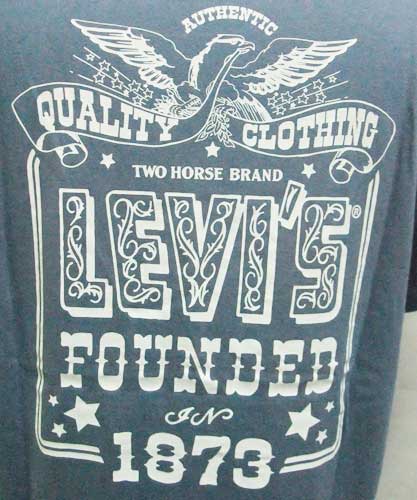 AUTHENTIC
QUALITY CLOTHING
TWO HORSE BRAND
LEVI'S®
FOUNDED
IN
1873